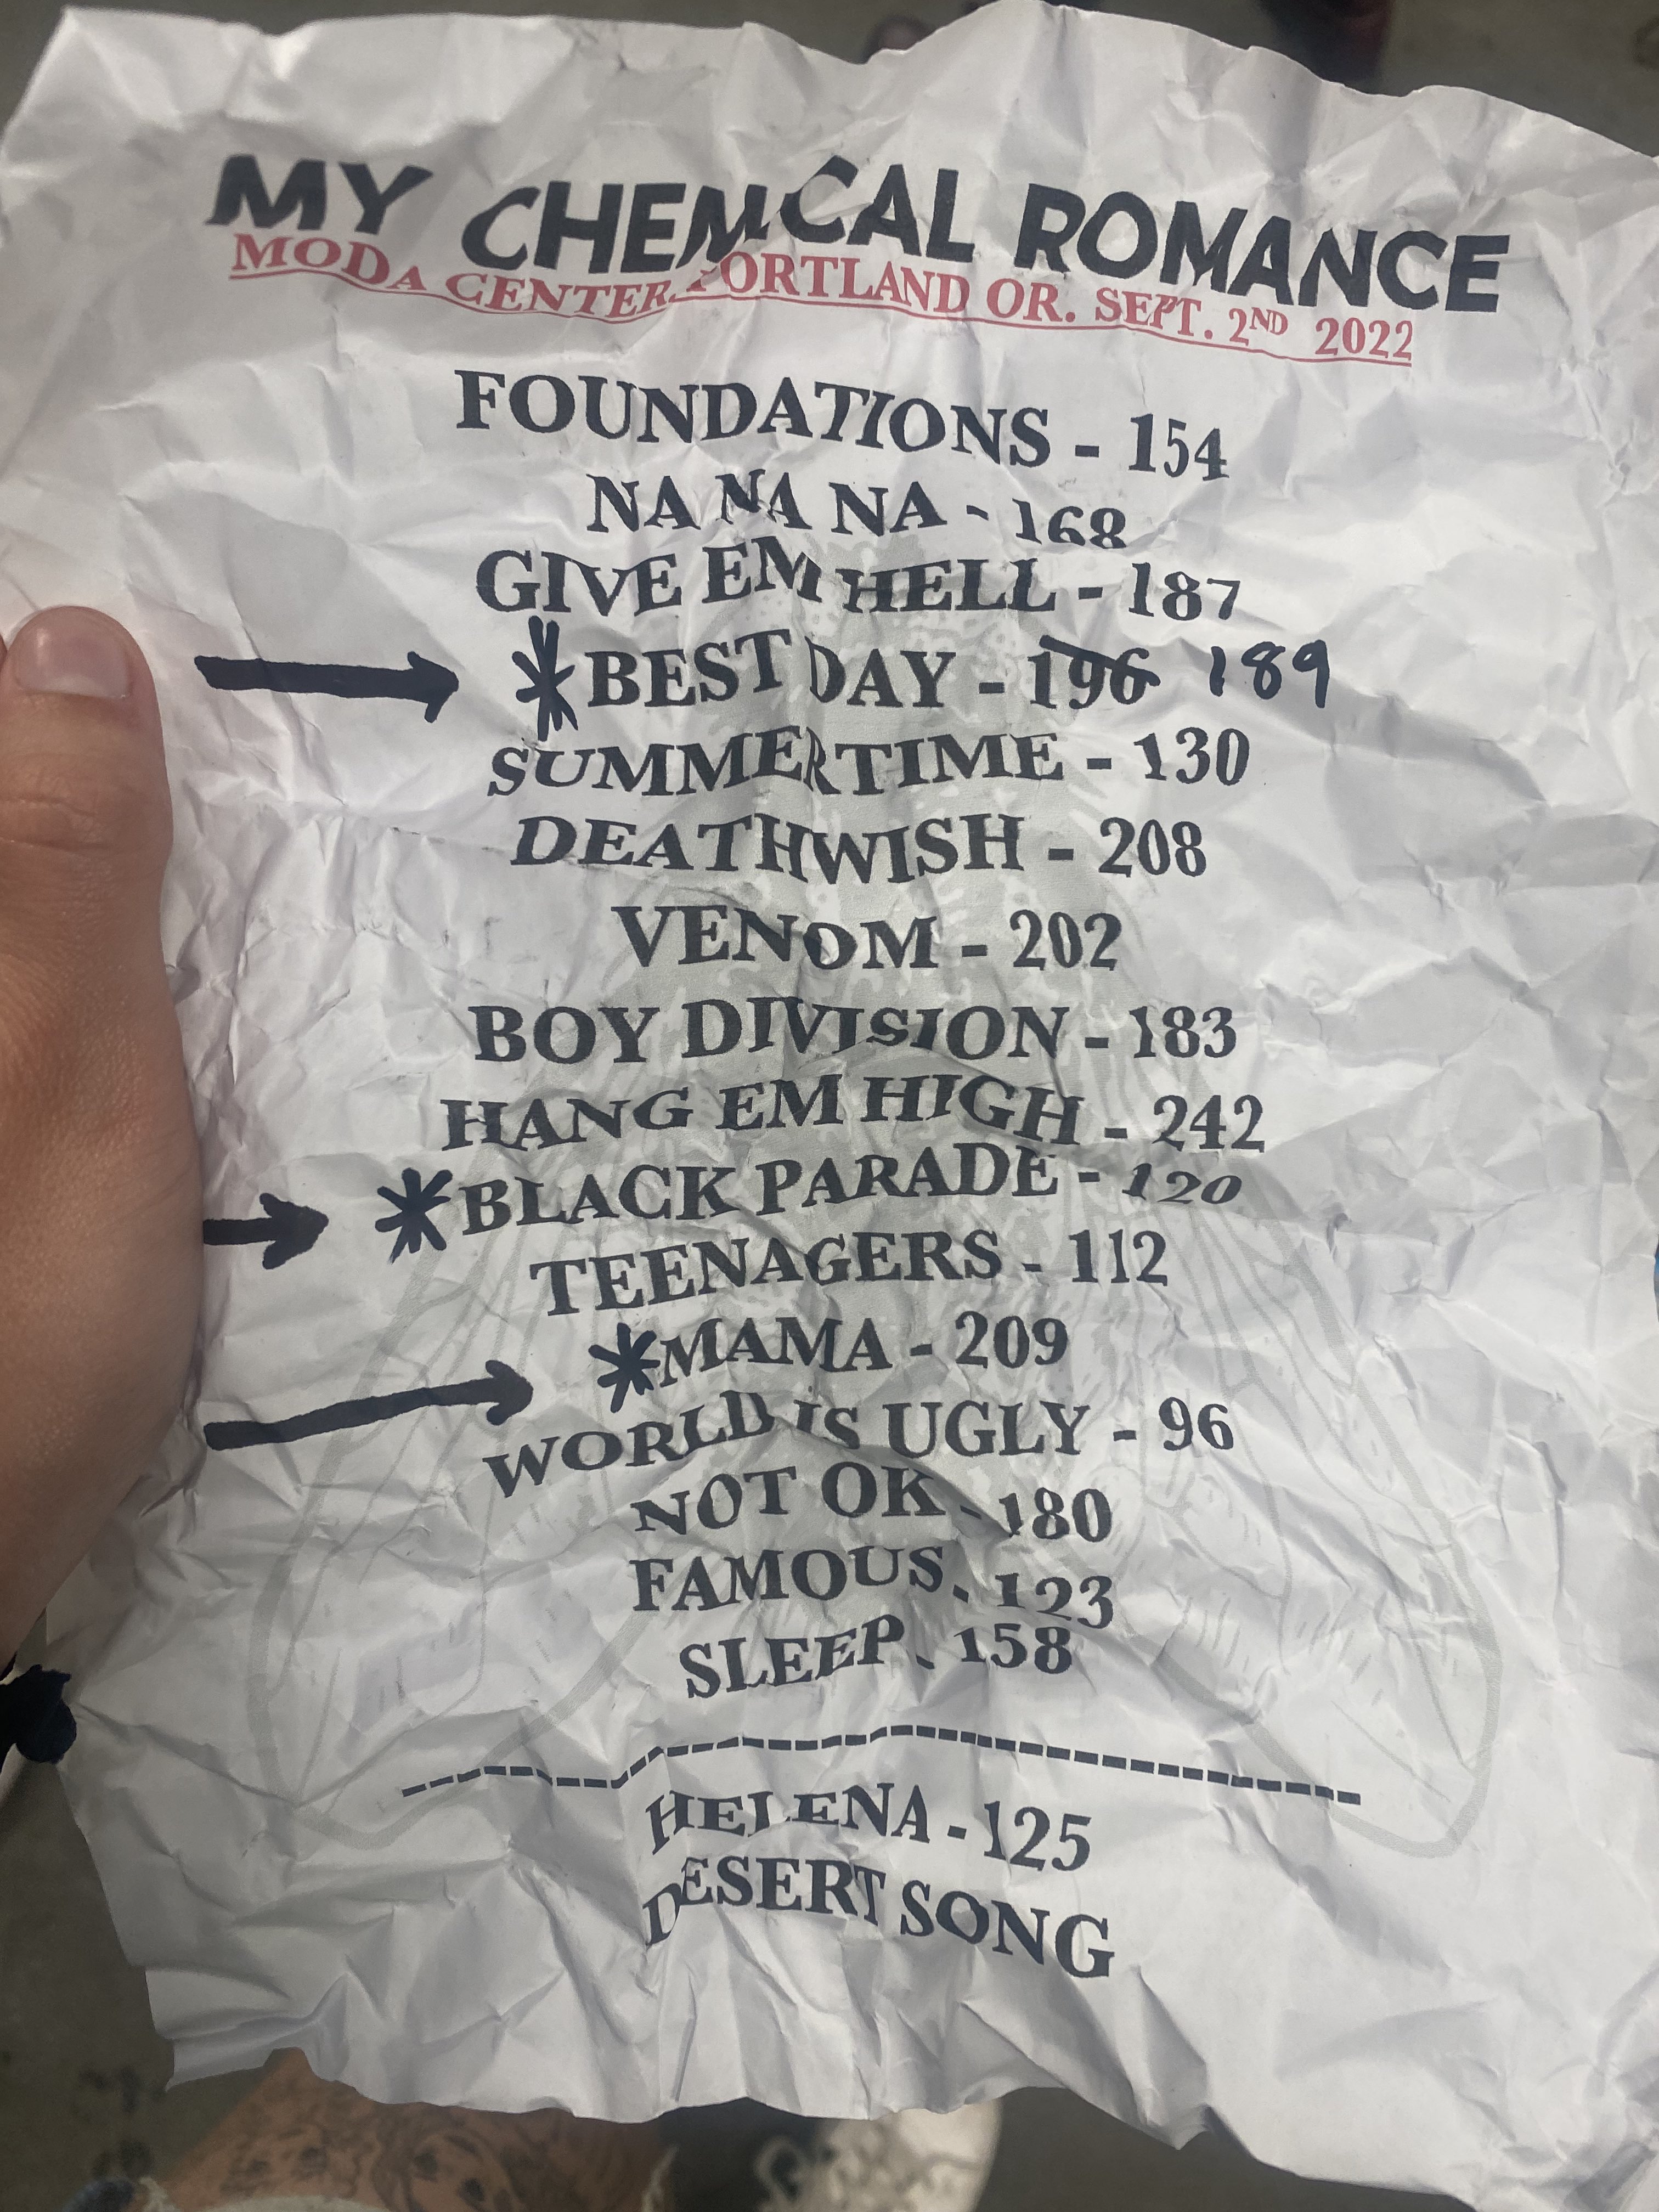 MY CHEMICAL ROMANCE
MODA CENTER. PORTLAND OR. SEPT. 2ND 2022
FOUNDATIONS - 154
NA NA NA - 168
GIVE EM HELL - 187
*BEST DAY - 196 189
SUMMERTIME - 130
DEATHWISH - 208
VENOM - 202
BOY DIVISION - 183
HANG EM HIGH - 242
*BLACK PARADE - 120
TEENAGERS - 112
*MAMA - 209
WORLD IS UGLY - 96
NOT OK - 180
FAMOUS - 123
SLEEP - 158
HELENA - 125
DESERT SONG